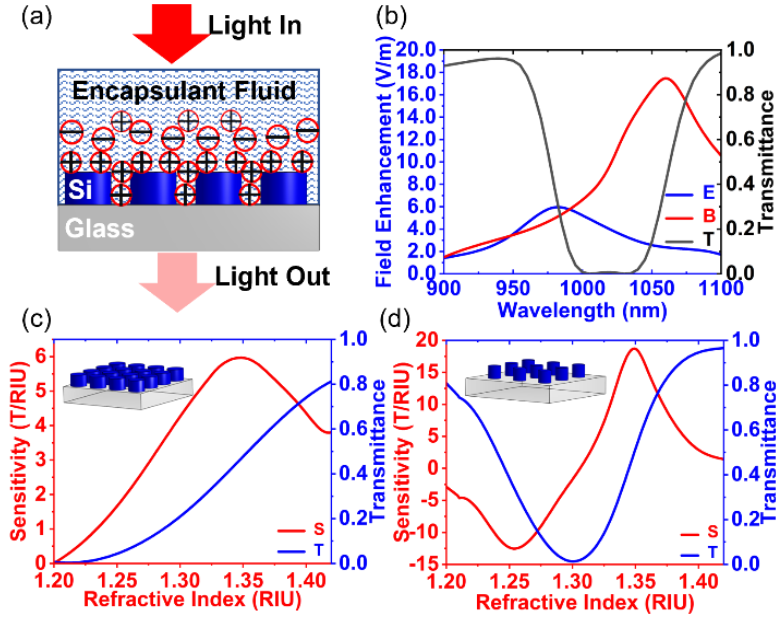 (a)
Light In
Encapsulant Fluid
Si
Glass
Light Out
(b)
Field Enhancement (V/m)
20.0
18.0
16.0
14.0
12.0
10.0
8.0
6.0
4.0
2.0
0.0
900 950 1000 1050 1100
Wavelength (nm)
E
B
T
1.0
0.8
0.6
0.4
0.2
0.0
Transmittance
(c)
Sensitivity (T/RIU)
6
5
4
3
2
1
0
1.20 1.25 1.30 1.35 1.40
Refractive Index (RIU)
S
T
1.0
0.8
0.6
0.4
0.2
0.0
Transmittance
(d)
Sensitivity (T/RIU)
20
15
10
5
0
-5
-10
-15
1.20 1.25 1.30 1.35 1.40
Refractive Index (RIU)
S
T
1.0
0.8
0.6
0.4
0.2
0.0
Transmittance